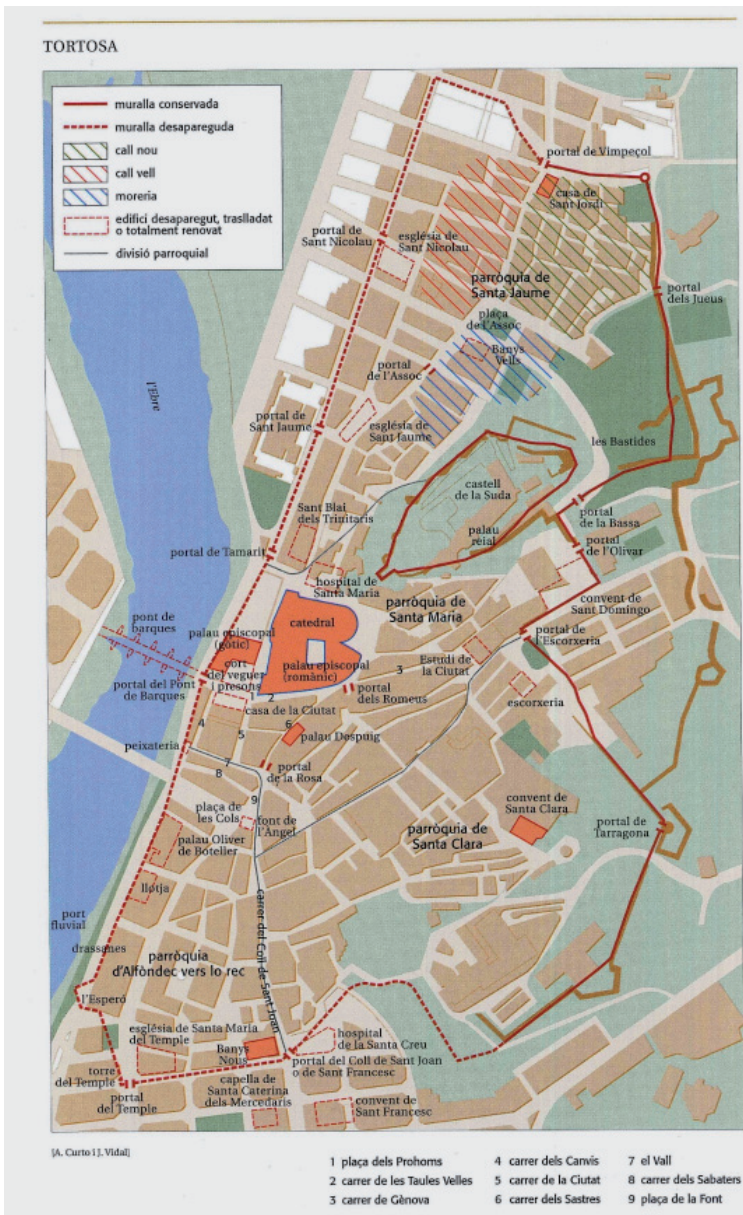 TORTOSA
muralla conservada
muralla desapareguda
call nou
call vell
moreria
edifici desaparegut, traslladat
o totalment renovat
divisió parroquial
portal de Vimpeçol
casa de
Sant Jordi
portal de
Sant Nicolau
església de
Sant Nicolau
parròquia de
Santa Jaume
portal
dels Jueus
plaça
de l'Assoc
Banys
Vells
portal
de l'Assoc
l'Ebre
portal de
Sant Jaume
església de
Sant Jaume
les Bastides
castell
de la Suda
palau
reial
Sant Blai
dels Trinitaris
portal
de la Bassa
portal
de l'Olivar
portal de Tamarit
hospital de
Santa Maria
convent de
Sant Domingo
parròquia de
Santa Maria
pont de
barques
catedral
palau episcopal
(gòtic)
portal de
l'Escorxeria
cort
del veguer
i presons
palau episcopal
(romànic)
3
Estudi de
la Ciutat
portal del Pont
de Barques
1
2
portal
dels Romeus
escorxeria
casa de la Ciutat
4
5
6
peixateria
palau Despuig
7
8
portal
de la Rosa
9
plaça de
les Cols
font de
l'Àngel
convent de
Santa Clara
portal de
Tarragona
parròquia de
Santa Clara
palau Oliver
de Boteller
llotja
port
fluvial
drassanes
carrer del Coll de Sant Joan
parròquia
d'Alfòndec vers lo rec
l'Esperó
església de Santa Maria
del Temple
Banys
Nous
hospital
de la Santa Creu
torre
del Temple
portal del Coll de Sant Joan
o de Sant Francesc
portal
del Temple
capella de
Santa Caterina
dels Mercedaris
convent de
Sant Francesc
[A. Curto i J. Vidal]
1 plaça dels Prohoms
2 carrer de les Taules Velles
3 carrer de Gènova
4 carrer dels Canvis
5 carrer de la Ciutat
6 carrer dels Sastres
7 el Vall
8 carrer dels Sabaters
9 plaça de la Font